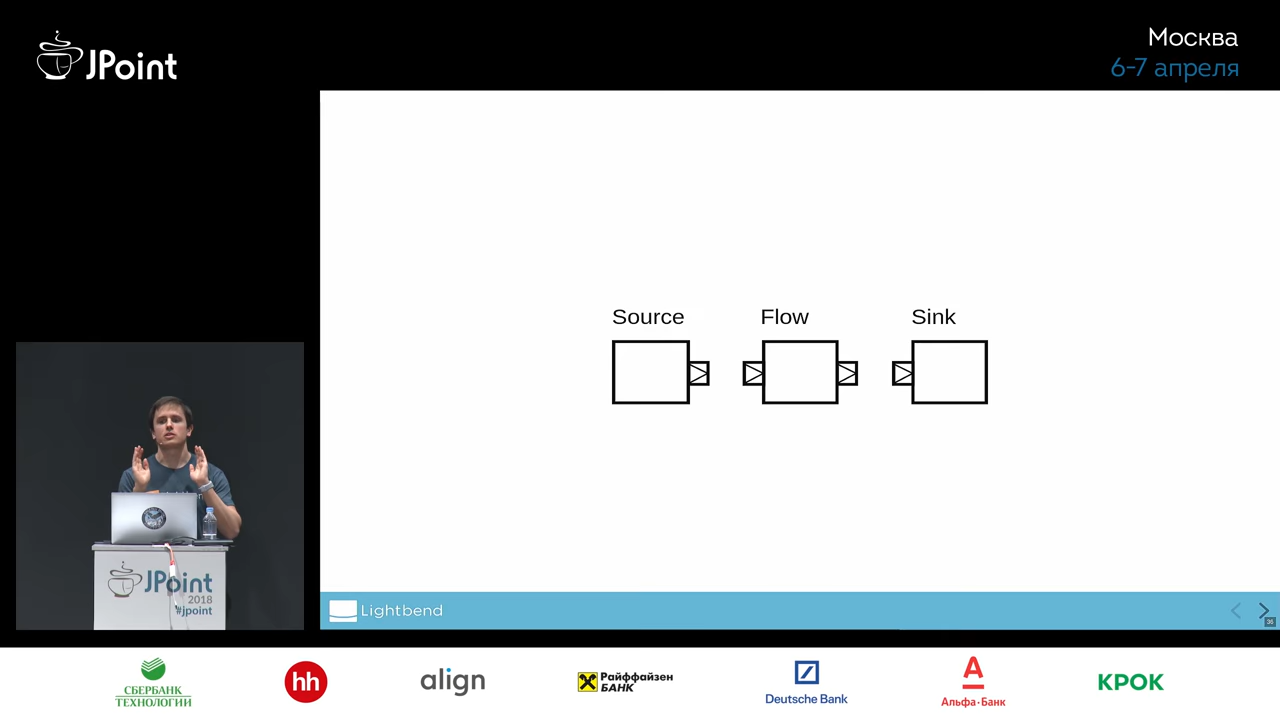 JPoint
Москва
6-7 апреля
Source Flow Sink
JPoint
2018
#jpoint
Lightbend
36
СБЕРБАНК
ТЕХНОЛОГИИ
hh
align
Райффайзен
БАНК
Deutsche Bank
Альфа·Банк
КРОК